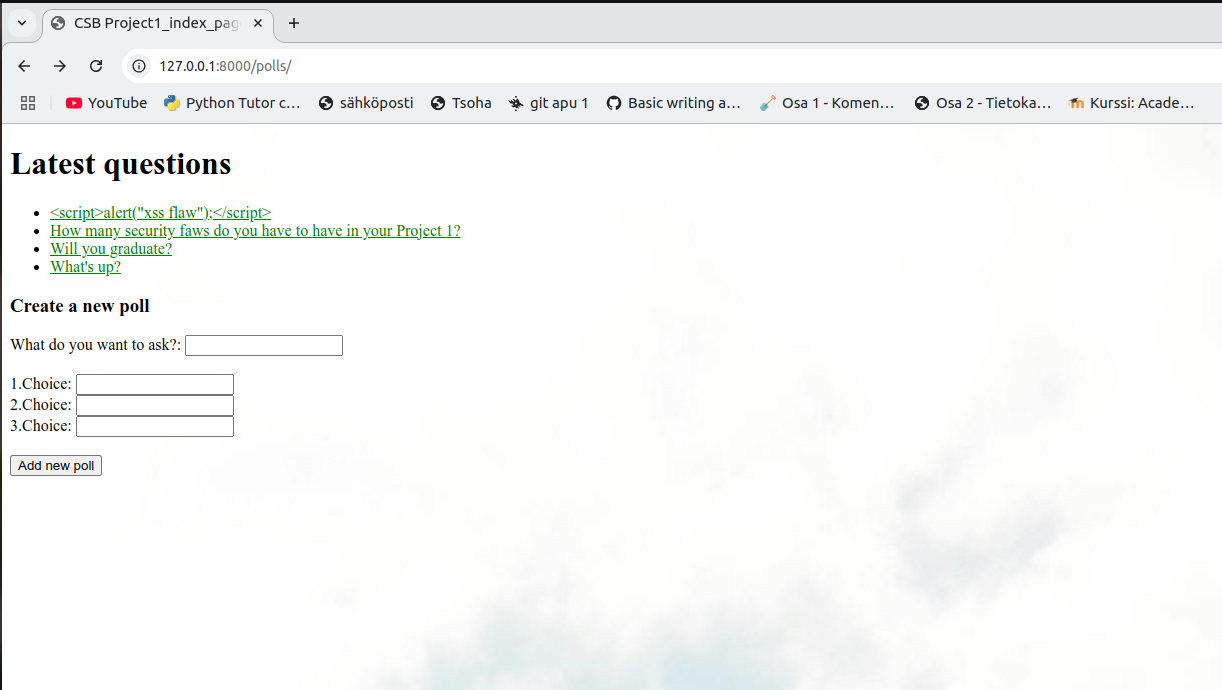 CSB Project1_index_pag
127.0.0.1:8000/polls/
YouTube Python Tutor c… sähköposti Tsoha git apu 1 Basic writing a… Osa 1 - Komen… Osa 2 - Tietoka… Kurssi: Acade…
Latest questions
<script>alert("xss flaw");</script>
How many security faws do you have to have in your Project 1?
Will you graduate?
What's up?
Create a new poll
What do you want to ask?:
1.Choice:
2.Choice:
3.Choice:
Add new poll